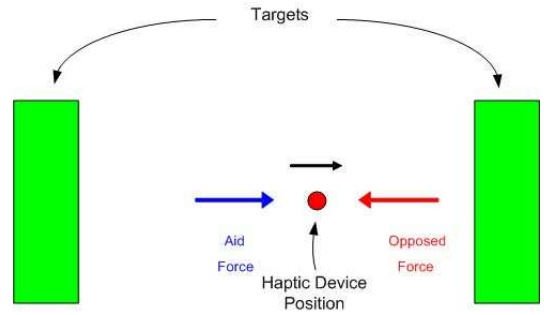 Targets
Aid
Force
Opposed
Force
Haptic Device
Position